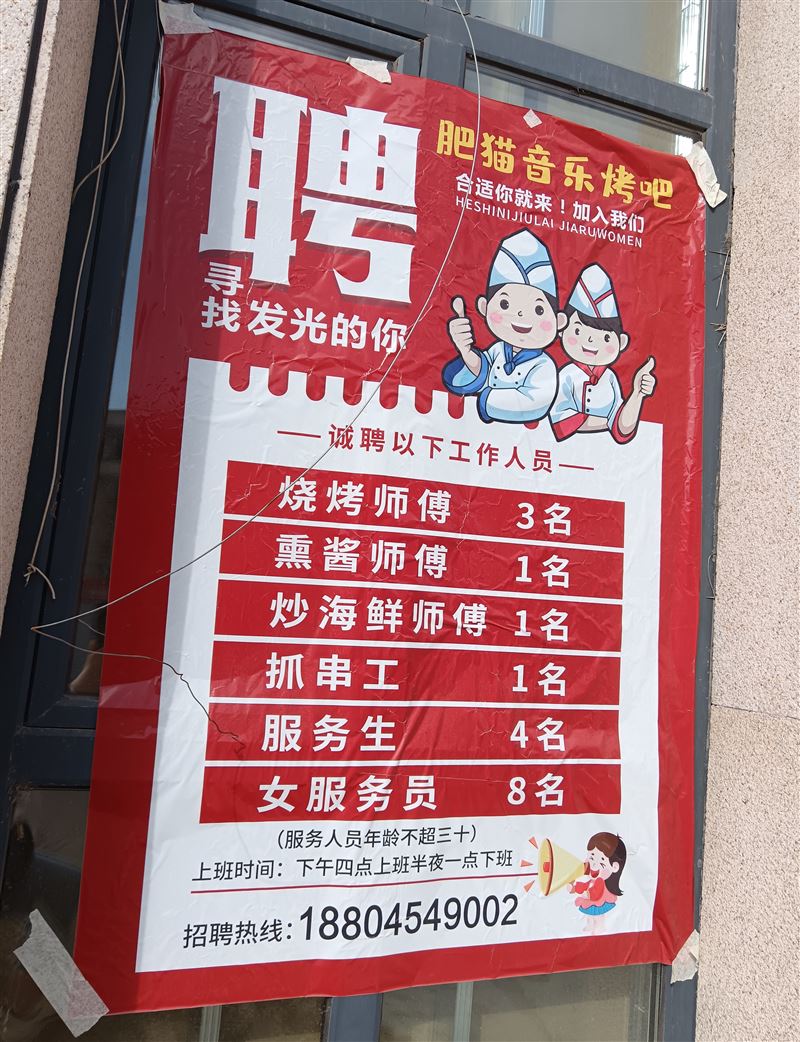 聘
肥猫音乐烤吧
合适你就来！加入我们
HESHINIJIULAI JIARUWOMEN
寻
找发光的你
诚聘以下工作人员
烧烤师傅 3名
熏酱师傅 1名
炒海鲜师傅 1名
抓串工 1名
服务生 4名
女服务员 8名
（服务人员年龄不超三十）
上班时间：下午四点上班半夜一点下班
招聘热线：18804549002